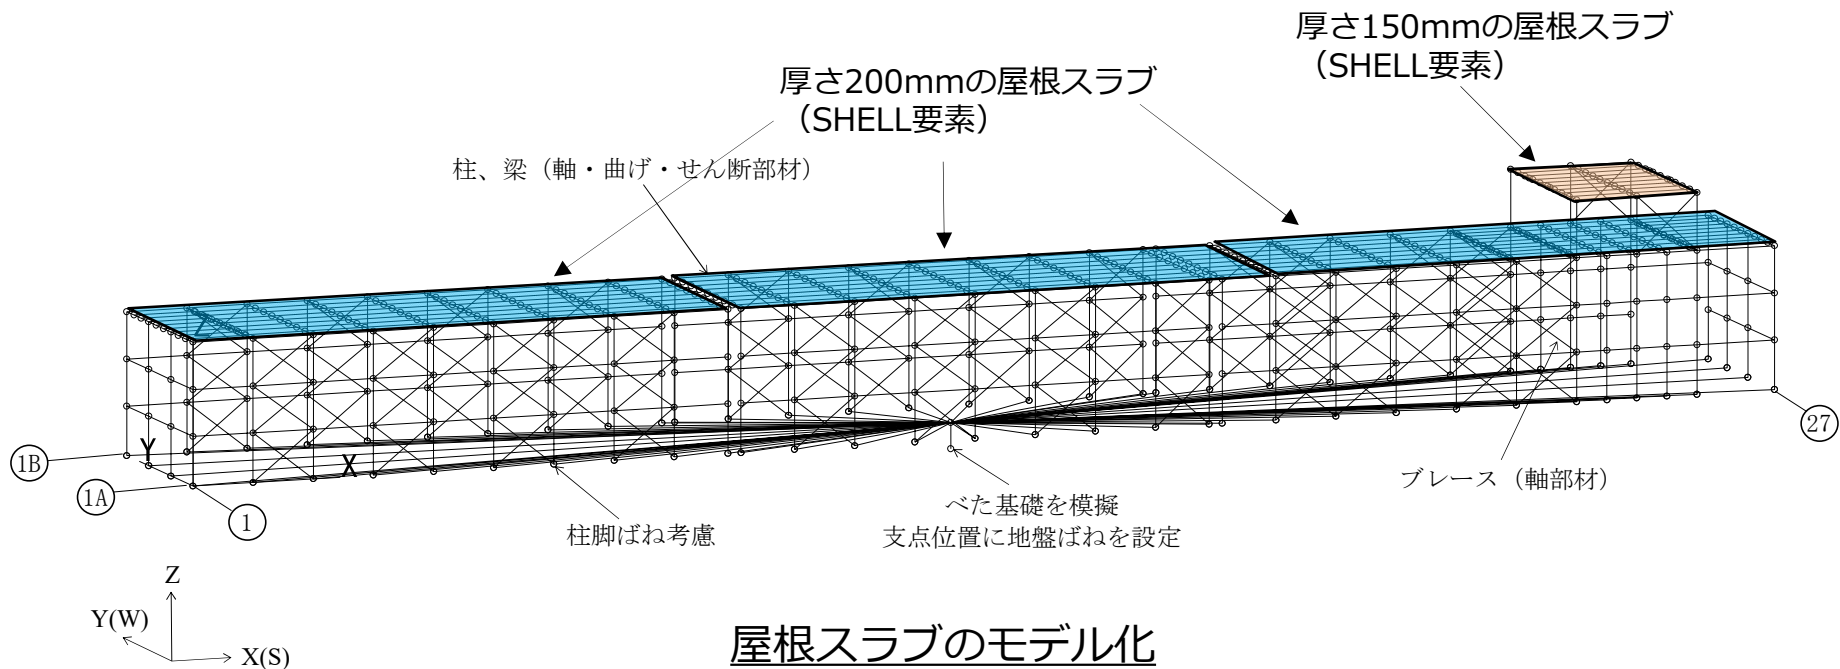 厚さ150mmの屋根スラブ
（SHELL要素）
厚さ200mmの屋根スラブ
（SHELL要素）
柱、梁（軸・曲げ・せん断部材）
Z
Y
X
1B
1A
1
27
ブレース（軸部材）
べた基礎を模擬
支点位置に地盤ばねを設定
柱脚ばね考慮
Z
Y(W)
X(S)
屋根スラブのモデル化